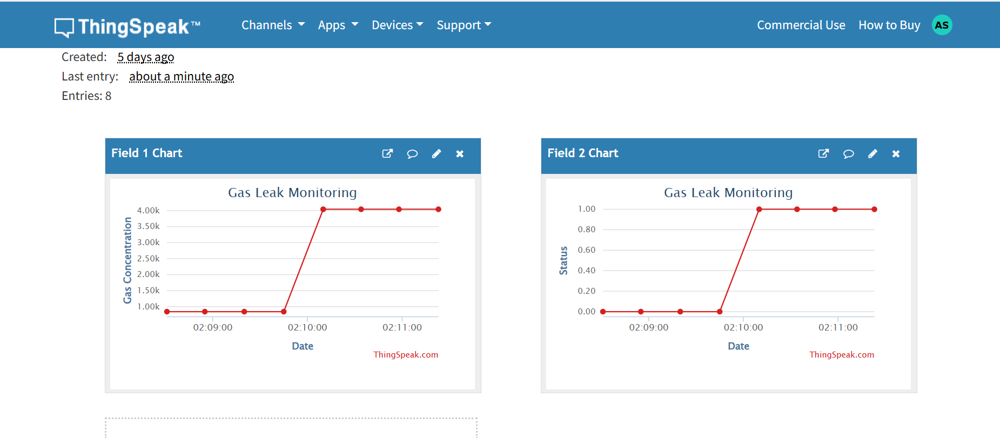 ThingSpeak™ Channels Apps Devices Support Commercial Use How to Buy AS
Created: 5 days ago
Last entry: about a minute ago
Entries: 8
Field 1 Chart
Gas Leak Monitoring
Gas Concentration
4.00k
3.50k
3.00k
2.50k
2.00k
1.50k
1.00k
02:09:00 02:10:00 02:11:00
Date
ThingSpeak.com
Field 2 Chart
Gas Leak Monitoring
Status
1.00
0.80
0.60
0.40
0.20
0.00
02:09:00 02:10:00 02:11:00
Date
ThingSpeak.com